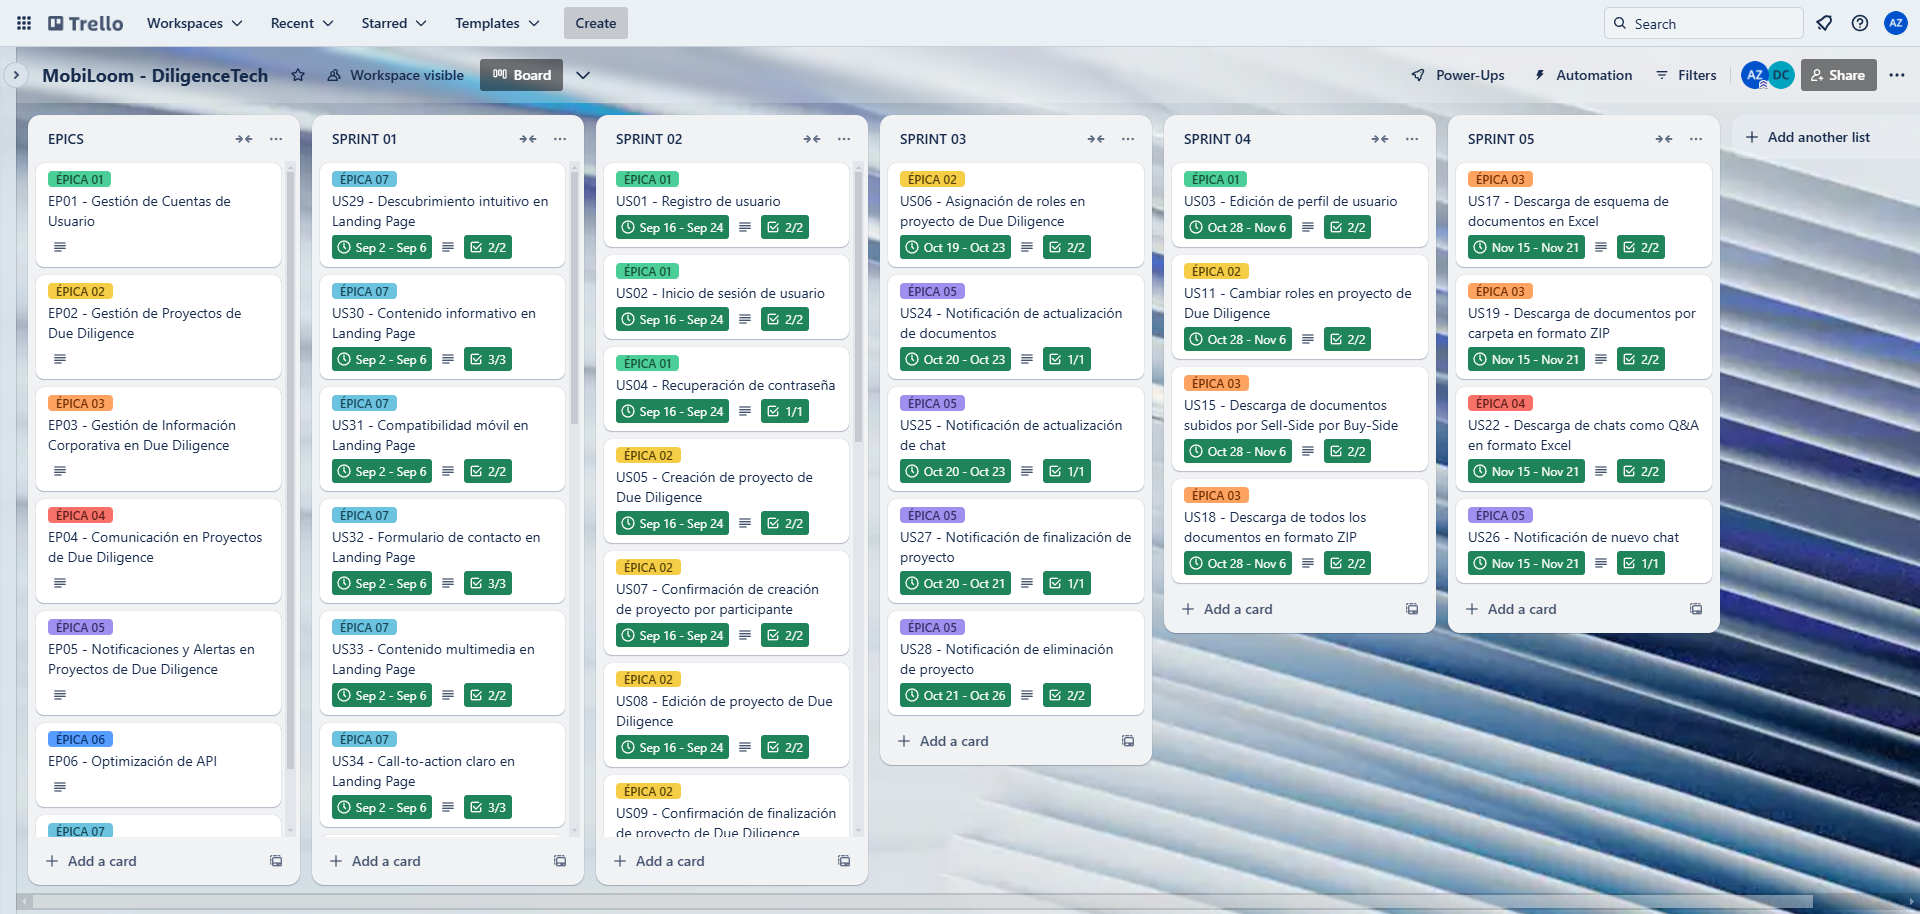 Trello
Workspaces
Recent
Starred
Templates
Create
Search
AZ
MobiLoom - DiligenceTech
Workspace visible
Board
Power-Ups
Automation
Filters
AZ
DC
Share
EPICS
ÉPICA 01
EP01 - Gestión de Cuentas de
Usuario
ÉPICA 02
EP02 - Gestión de Proyectos de
Due Diligence
ÉPICA 03
EP03 - Gestión de Información
Corporativa en Due Diligence
ÉPICA 04
EP04 - Comunicación en Proyectos
de Due Diligence
ÉPICA 05
EP05 - Notificaciones y Alertas en
Proyectos de Due Diligence
ÉPICA 06
EP06 - Optimización de API
ÉPICA 07
Add a card
SPRINT 01
ÉPICA 07
US29 - Descubrimiento intuitivo en
Landing Page
Sep 2 - Sep 6
2/2
ÉPICA 07
US30 - Contenido informativo en
Landing Page
Sep 2 - Sep 6
3/3
ÉPICA 07
US31 - Compatibilidad móvil en
Landing Page
Sep 2 - Sep 6
2/2
ÉPICA 07
US32 - Formulario de contacto en
Landing Page
Sep 2 - Sep 6
3/3
ÉPICA 07
US33 - Contenido multimedia en
Landing Page
Sep 2 - Sep 6
2/2
ÉPICA 07
US34 - Call-to-action claro en
Landing Page
Sep 2 - Sep 6
3/3
Add a card
SPRINT 02
ÉPICA 01
US01 - Registro de usuario
Sep 16 - Sep 24
2/2
ÉPICA 01
US02 - Inicio de sesión de usuario
Sep 16 - Sep 24
2/2
ÉPICA 01
US04 - Recuperación de contraseña
Sep 16 - Sep 24
1/1
ÉPICA 02
US05 - Creación de proyecto de
Due Diligence
Sep 16 - Sep 24
2/2
ÉPICA 02
US07 - Confirmación de creación
de proyecto por participante
Sep 16 - Sep 24
2/2
ÉPICA 02
US08 - Edición de proyecto de Due
Diligence
Sep 16 - Sep 24
2/2
ÉPICA 02
US09 - Confirmación de finalización
de proyecto de Due Diligence
Add a card
SPRINT 03
ÉPICA 02
US06 - Asignación de roles en
proyecto de Due Diligence
Oct 19 - Oct 23
2/2
ÉPICA 05
US24 - Notificación de actualización
de documentos
Oct 20 - Oct 23
1/1
ÉPICA 05
US25 - Notificación de actualización
de chat
Oct 20 - Oct 23
1/1
ÉPICA 05
US27 - Notificación de finalización de
proyecto
Oct 20 - Oct 21
1/1
ÉPICA 05
US28 - Notificación de eliminación
de proyecto
Oct 21 - Oct 26
2/2
Add a card
SPRINT 04
ÉPICA 01
US03 - Edición de perfil de usuario
Oct 28 - Nov 6
2/2
ÉPICA 02
US11 - Cambiar roles en proyecto de
Due Diligence
Oct 28 - Nov 6
2/2
ÉPICA 03
US15 - Descarga de documentos
subidos por Sell-Side por Buy-Side
Oct 28 - Nov 6
2/2
ÉPICA 03
US18 - Descarga de todos los
documentos en formato ZIP
Oct 28 - Nov 6
2/2
Add a card
SPRINT 05
ÉPICA 03
US17 - Descarga de esquema de
documentos en Excel
Nov 15 - Nov 21
2/2
ÉPICA 03
US19 - Descarga de documentos por
carpeta en formato ZIP
Nov 15 - Nov 21
2/2
ÉPICA 04
US22 - Descarga de chats como Q&A
en formato Excel
Nov 15 - Nov 21
2/2
ÉPICA 05
US26 - Notificación de nuevo chat
Nov 15 - Nov 21
1/1
Add a card
Add another list